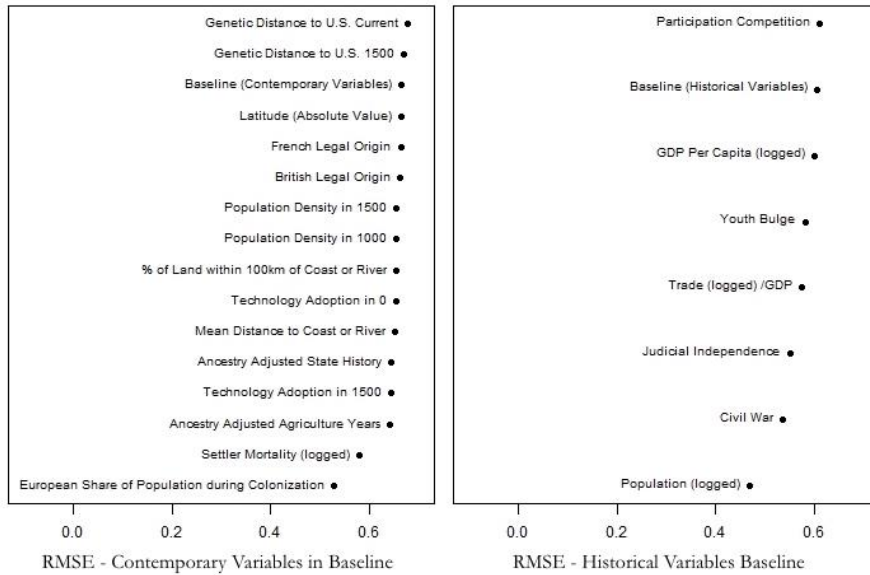 Genetic Distance to U.S. Current
Genetic Distance to U.S. 1500
Baseline (Contemporary Variables)
Latitude (Absolute Value)
French Legal Origin
British Legal Origin
Population Density in 1500
Population Density in 1000
% of Land within 100km of Coast or River
Technology Adoption in 0
Mean Distance to Coast or River
Ancestry Adjusted State History
Technology Adoption in 1500
Ancestry Adjusted Agriculture Years
Settler Mortality (logged)
European Share of Population during Colonization
0.0 0.2 0.4 0.6
RMSE - Contemporary Variables in Baseline
Participation Competition
Baseline (Historical Variables)
GDP Per Capita (logged)
Youth Bulge
Trade (logged) /GDP
Judicial Independence
Civil War
Population (logged)
0.0 0.2 0.4 0.6
RMSE - Historical Variables Baseline